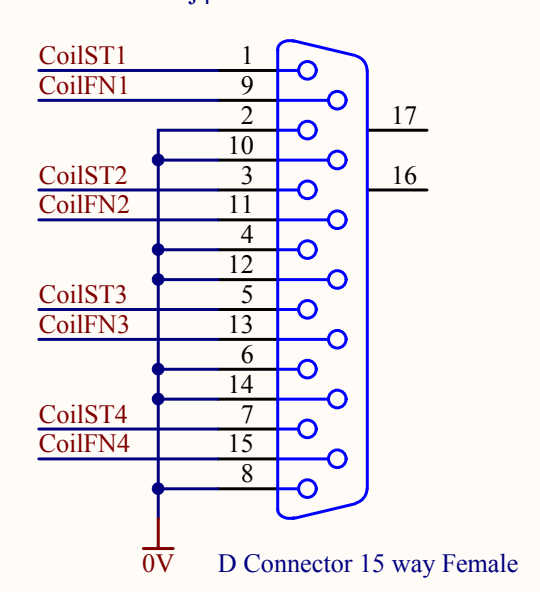 CoilST1 1
CoilFN1 9
2 17
10
CoilST2 3 16
CoilFN2 11
4
12
CoilST3 5
CoilFN3 13
6
14
CoilST4 7
CoilFN4 15
8
0V D Connector 15 way Female